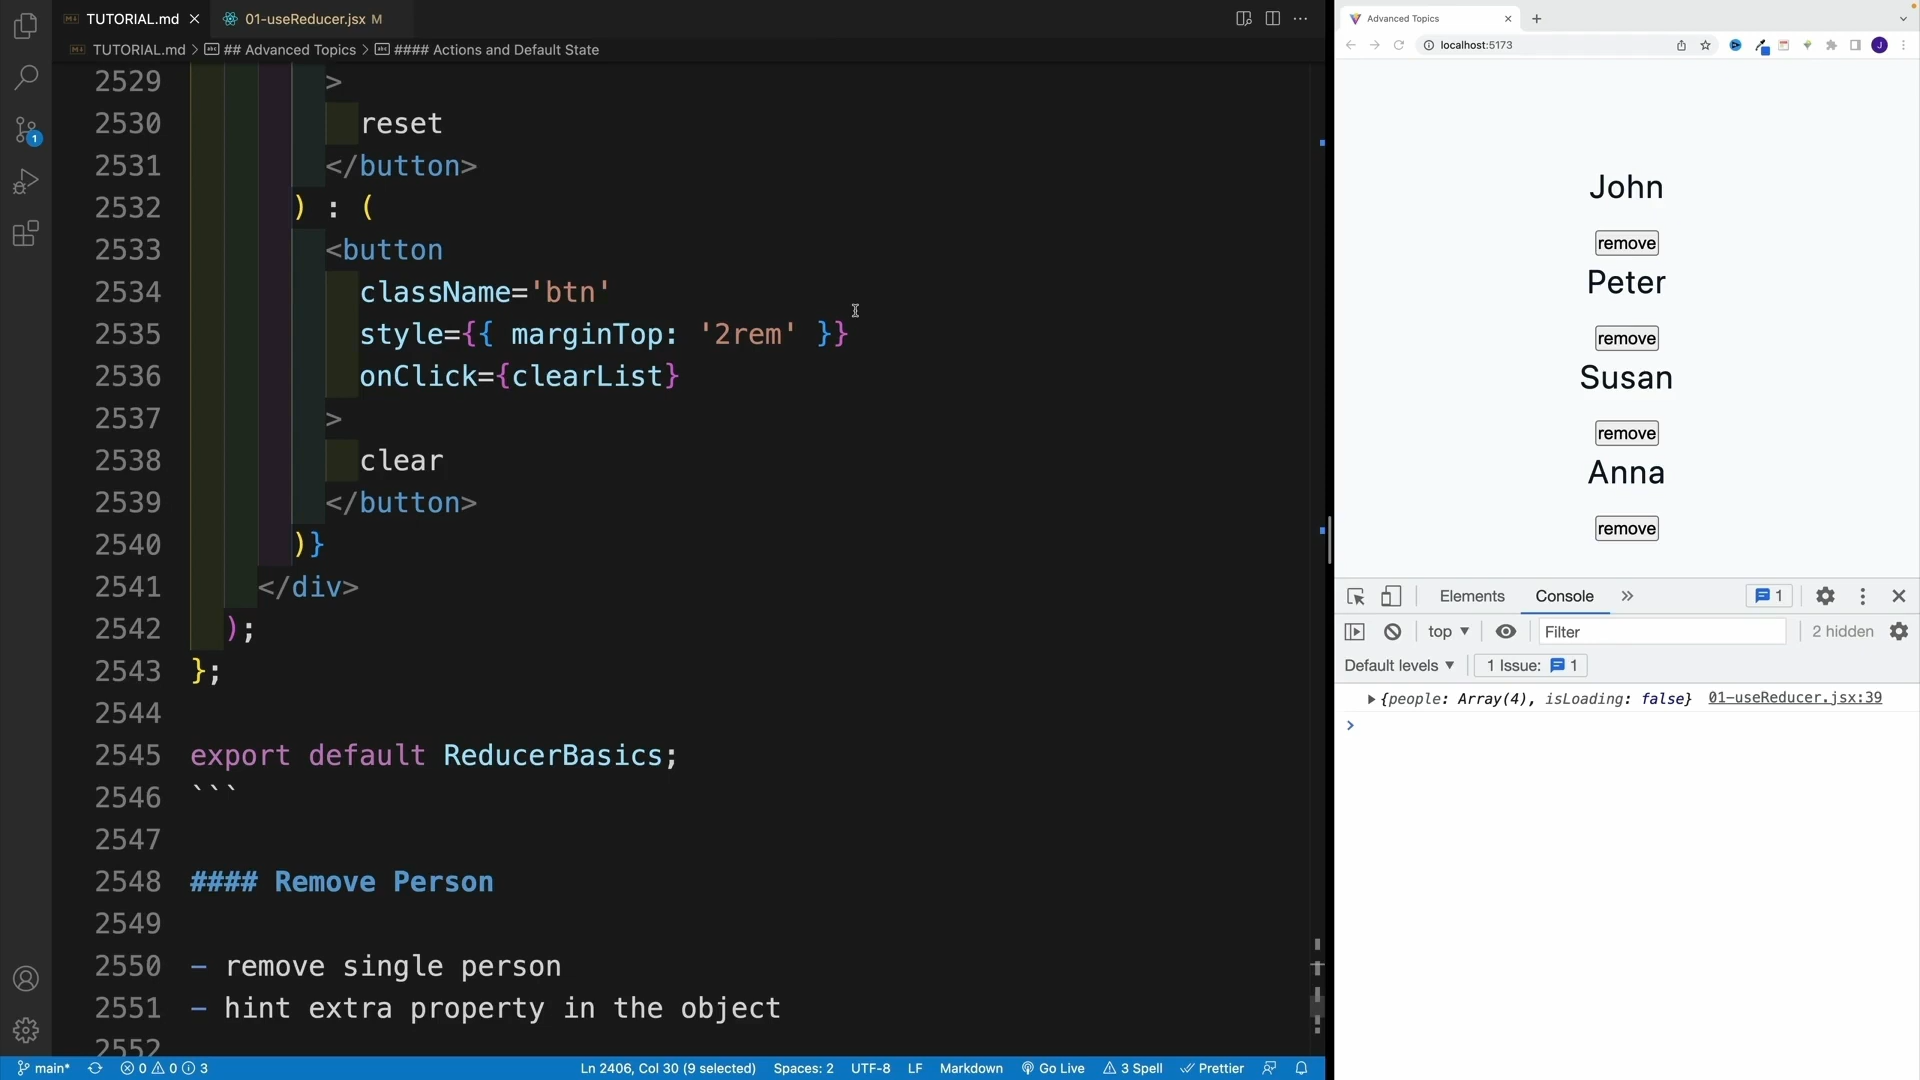 TUTORIAL.md
01-useReducer.jsx M
TUTORIAL.md > ## Advanced Topics > #### Actions and Default State
2529 >
2530 reset
2531 </button>
2532 ) : (
2533 <button
2534 className='btn'
2535 style={{ marginTop: '2rem' }}
2536 onClick={clearList}
2537 >
2538 clear
2539 </button>
2540 )}
2541 </div>
2542 );
2543 };
2544
2545 export default ReducerBasics;
2546 ```
2547
2548 #### Remove Person
2549
2550 - remove single person
2551 - hint extra property in the object
2552
1
main* 0 0 3 Ln 2406, Col 30 (9 selected) Spaces: 2 UTF-8 LF Markdown Go Live 3 Spell Prettier
Advanced Topics
localhost:5173
J
John
remove
Peter
remove
Susan
remove
Anna
remove
Elements Console 1
top Filter 2 hidden
Default levels 1 Issue: 1
{people: Array(4), isLoading: false} 01-useReducer.jsx:39